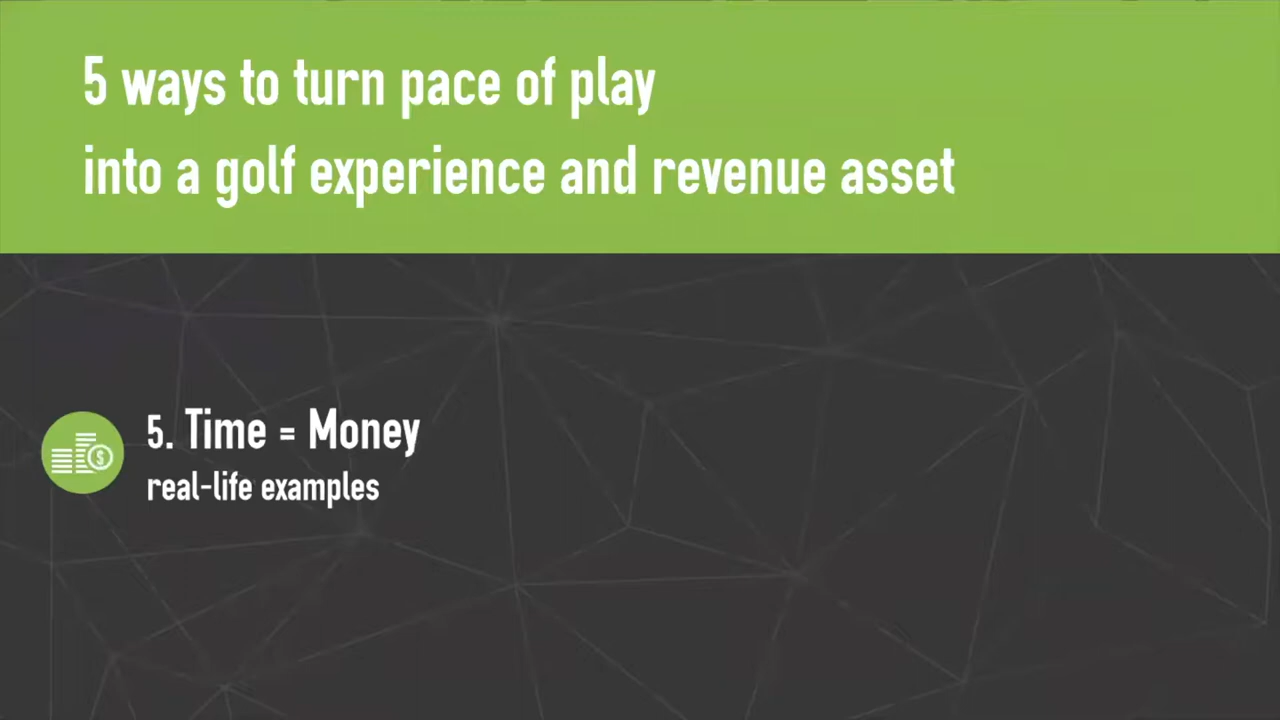 5 ways to turn pace of play
into a golf experience and revenue asset
5. Time = Money
real-life examples